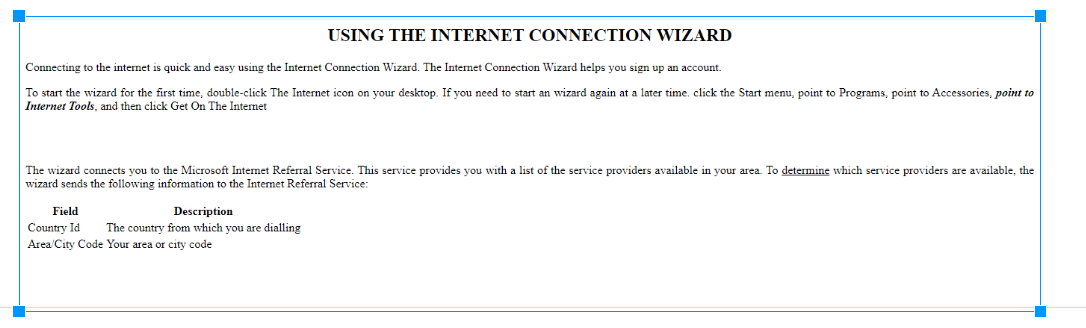 USING THE INTERNET CONNECTION WIZARD
Connecting to the internet is quick and easy using the Internet Connection Wizard. The Internet Connection Wizard helps you sign up an account.
To start the wizard for the first time, double-click The Internet icon on your desktop. If you need to start an wizard again at a later time. click the Start menu, point to Programs, point to Accessories, point to
Internet Tools, and then click Get On The Internet
The wizard connects you to the Microsoft Internet Referral Service. This service provides you with a list of the service providers available in your area. To determine which service providers are available, the
wizard sends the following information to the Internet Referral Service:
Field Description
Country Id The country from which you are dialling
Area/City Code Your area or city code